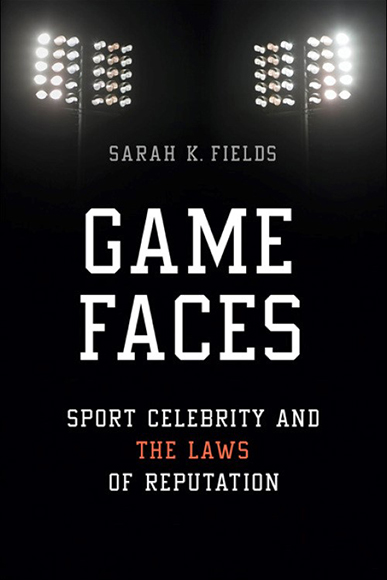 SARAH K. FIELDS
GAME
FACES
SPORT CELEBRITY AND
THE LAWS
OF REPUTATION